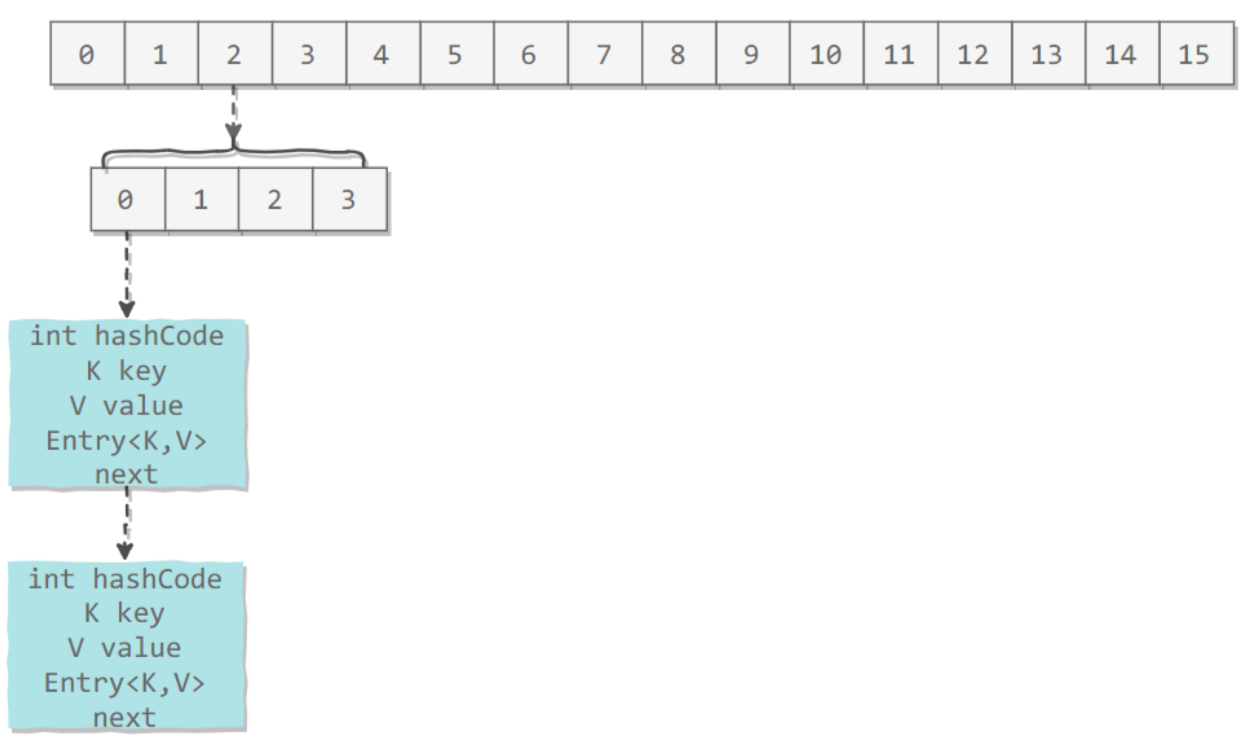 0 1 2 3 4 5 6 7 8 9 10 11 12 13 14 15
0 1 2 3
int hashCode
K key
V value
Entry<K,V>
next
int hashCode
K key
V value
Entry<K,V>
next